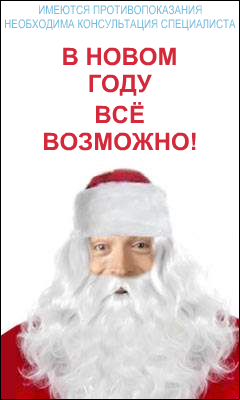 ИМЕЮТСЯ ПРОТИВОПОКАЗАНИЯ
НЕОБХОДИМА КОНСУЛЬТАЦИЯ СПЕЦИАЛИСТА
В НОВОМ
ГОДУ
ВСЁ
ВОЗМОЖНО!